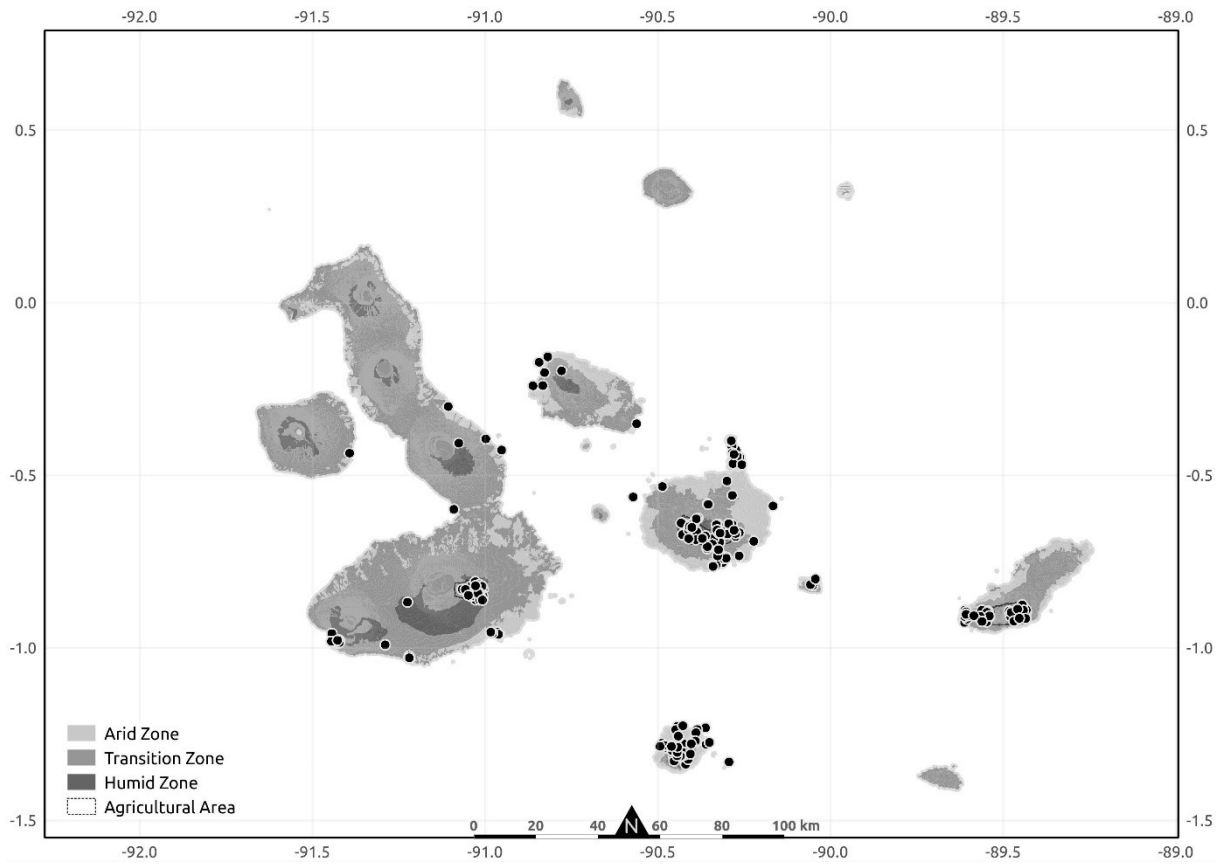 -92.0 -91.5 -91.0 -90.5 -90.0 -89.5 -89.0
0.5 0.5
0.0 0.0
-0.5 -0.5
-1.0 -1.0
Arid Zone
Transition Zone
Humid Zone
Agricultural Area
N
0 20 40 60 80 100 km
-1.5 -1.5
-92.0 -91.5 -91.0 -90.5 -90.0 -89.5 -89.0